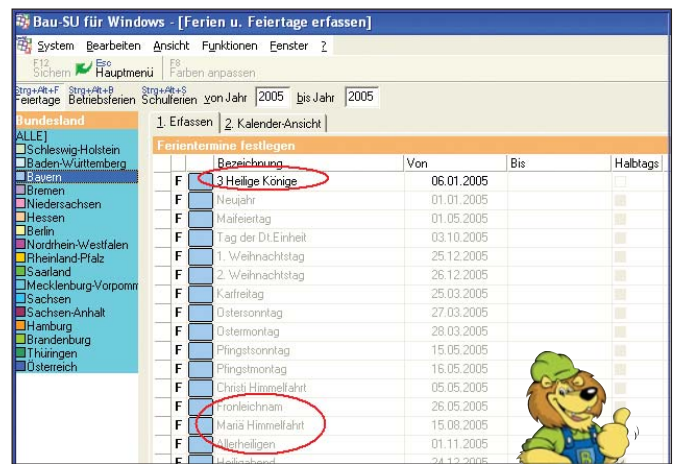 Bau-SU für Windows - [Ferien u. Feiertage erfassen]
System Bearbeiten Ansicht Funktionen Fenster ?
F12 Esc F8
Sichern Hauptmenü Farben anpassen
Strg+Alt+F Strg+Alt+B Strg+Alt+S
Feiertage Betriebsferien Schulferien von Jahr 2005 bis Jahr 2005
Bundesland
ALLE]
Schleswig-Holstein
Baden-Württemberg
Bayern
Bremen
Niedersachsen
Hessen
Berlin
Nordrhein-Westfalen
Rheinland-Pfalz
Saarland
Mecklenburg-Vorpomm
Sachsen
Sachsen-Anhalt
Hamburg
Brandenburg
Thüringen
Österreich
1. Erfassen 2. Kalender-Ansicht
Ferientermine festlegen
Bezeichnung Von Bis Halbtags
F 3 Heilige Könige 06.01.2005
F Neujahr 01.01.2005
F Maifeiertag 01.05.2005
F Tag der Dt.Einheit 03.10.2005
F 1. Weihnachtstag 25.12.2005
F 2. Weihnachtstag 26.12.2005
F Karfreitag 25.03.2005
F Ostersonntag 27.03.2005
F Ostermontag 28.03.2005
F Pfingstsonntag 15.05.2005
F Pfingstmontag 16.05.2005
F Christi Himmelfahrt 05.05.2005
F Fronleichnam 26.05.2005
F Mariä Himmelfahrt 15.08.2005
F Allerheiligen 01.11.2005
F Heiligabend 24.12.2005